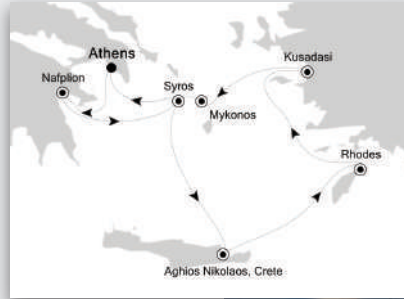 Athens
Kusadasi
Nafplion
Syros
Mykonos
Rhodes
Aghios Nikolaos, Crete